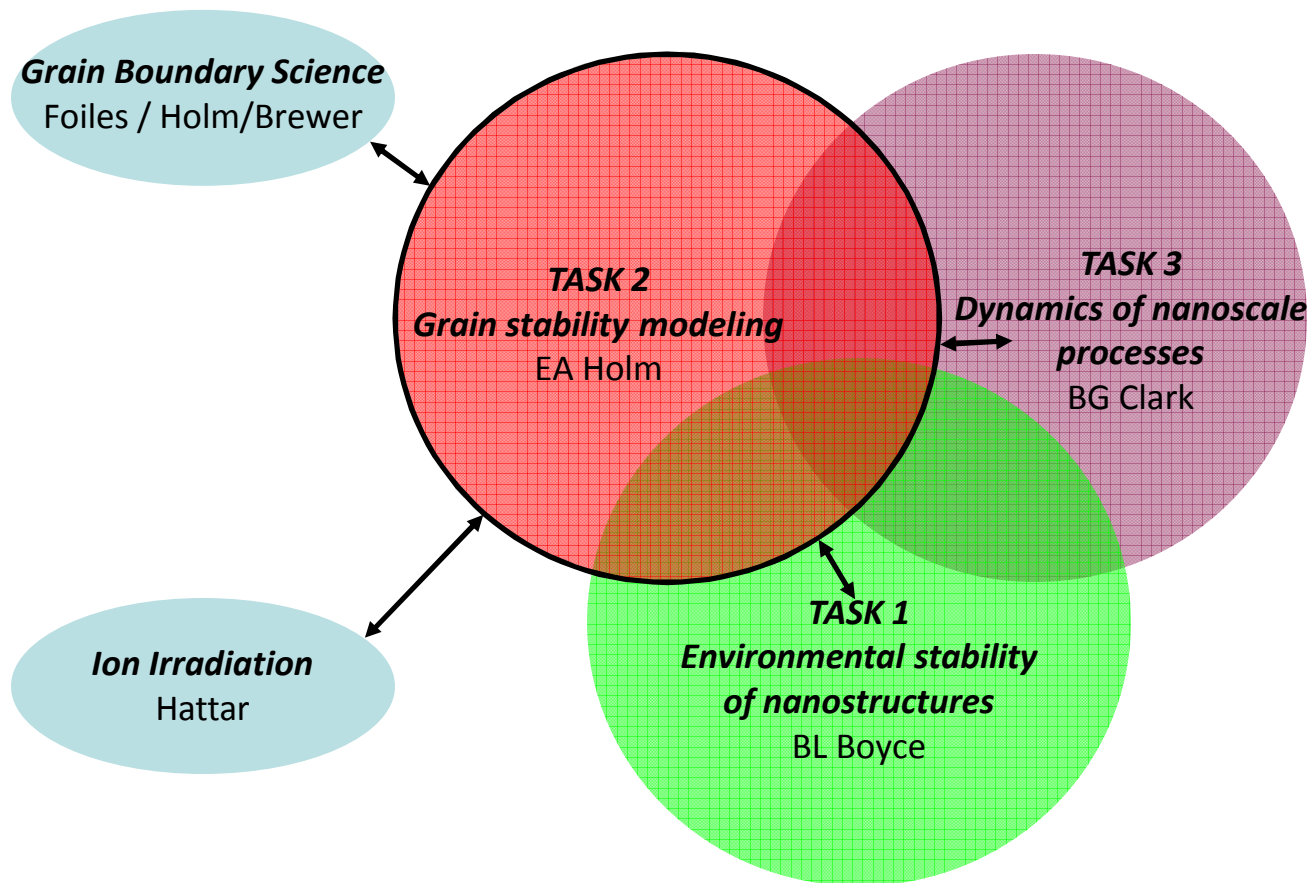 Grain Boundary Science
Foiles / Holm/Brewer
TASK 2
Grain stability modeling
EA Holm
TASK 3
Dynamics of nanoscale
processes
BG Clark
Ion Irradiation
Hattar
TASK 1
Environmental stability
of nanostructures
BL Boyce